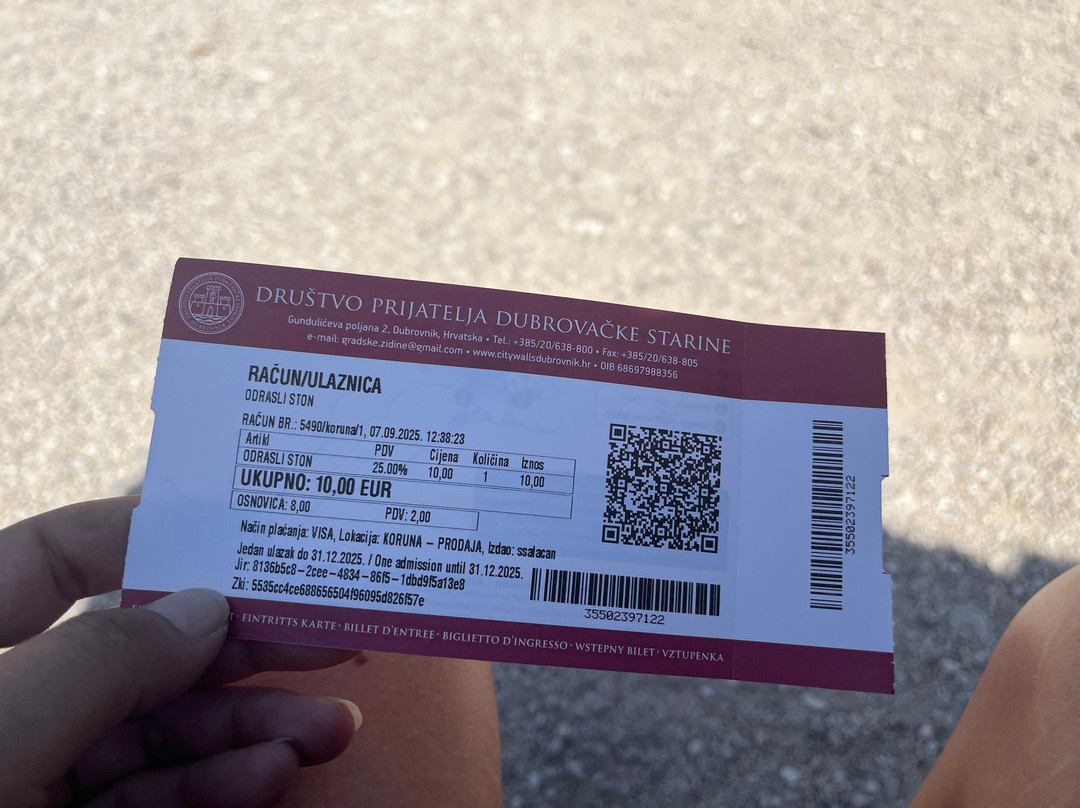 DRUŠTVO PRIJATELJA DUBROVAČKE STARINE
Gundulićeva poljana 2, Dubrovnik, Hrvatska • Tel.: +385/20/638-800 • Fax: +385/20/638-805
e-mail: gradske.zidine@gmail.com • www.citywallsdubrovnik.hr • OIB 68697988356
RAČUN/ULAZNICA
ODRASLI STON
RAČUN BR.: 5490/koruna/1, 07.09.2025. 12:38:23
Artikl PDV Cijena Količina Iznos
ODRASLI STON 25.00% 10,00 1 10,00
UKUPNO: 10,00 EUR
OSNOVICA: 8,00 PDV: 2,00
Način plaćanja: VISA, Lokacija: KORUNA – PRODAJA, Izdao: ssalacan
Jedan ulazak do 31.12.2025. / One admission until 31.12.2025.
Jir: 8136b5c8-2cee-4834-86f5-1dbd9f5a13e8
Zki: 5535cc4ce688656504f96095d826f57e
35502397122
35502397122
EINTRITTS KARTE · BILLET D'ENTREE · BIGLIETTO D'INGRESSO · WSTEPNY BILET · VZTUPENKA